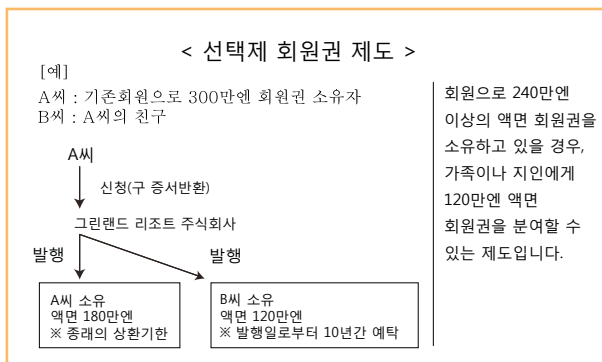 < 선택제 회원권 제도 >
[예]
A씨 : 기존회원으로 300만엔 회원권 소유자
B씨 : A씨의 친구
A씨
신청(구 증서반환)
그린랜드 리조트 주식회사
발행
발행
A씨 소유
액면 180만엔
※ 종래의 상환기한
B씨 소유
액면 120만엔
※ 발행일로부터 10년간 예탁
회원으로 240만엔
이상의 액면 회원권을
소유하고 있을 경우,
가족이나 지인에게
120만엔 액면
회원권을 분여할 수
있는 제도입니다.